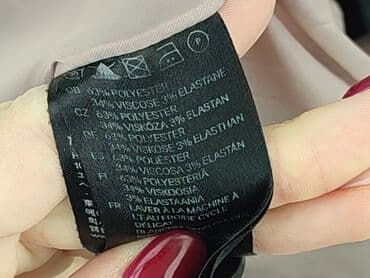 P
GB 63% POLYESTER
34% VISCOSE 3% ELASTANE
CZ 63% POLYESTER
34% VISKÓZA 3% ELASTAN
DE 63% POLYESTER
34% VISKOSE 3% ELASTHAN
ES 63% POLIÉSTER
34% VISCOSA 3% ELASTÁN
63% POLYESTERIÄ
34% VISKOOSIA
3% ELASTAANIA
FR LAVER À LA MACHINE À
L'EAU FROIDE CYCLE
DÉLICAT